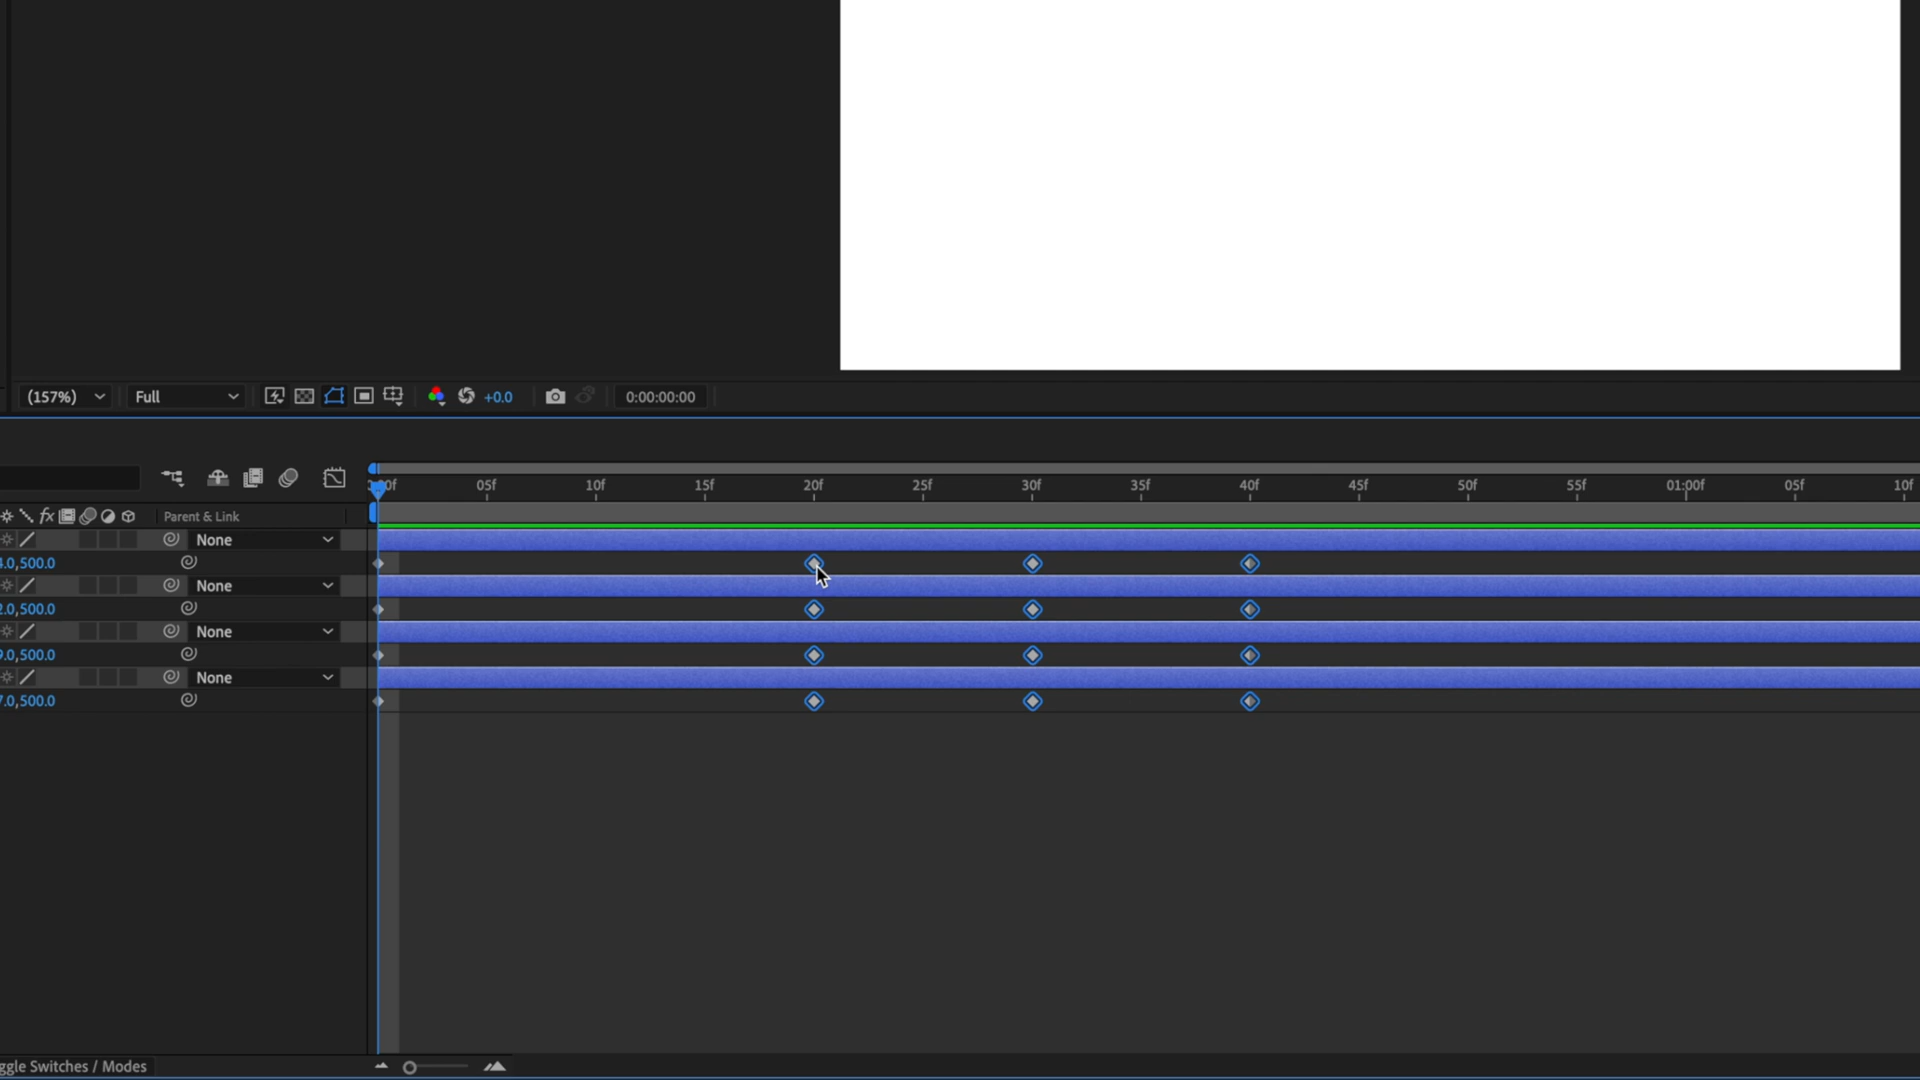 (157%) Full +0.0 0:00:00:00
05f 10f 15f 20f 25f 30f 35f 40f 45f 50f 55f 01:00f 05f 10f
fx Parent & Link
None
4.0,500.0
None
2.0,500.0
None
9.0,500.0
None
7.0,500.0
ggle Switches / Modes